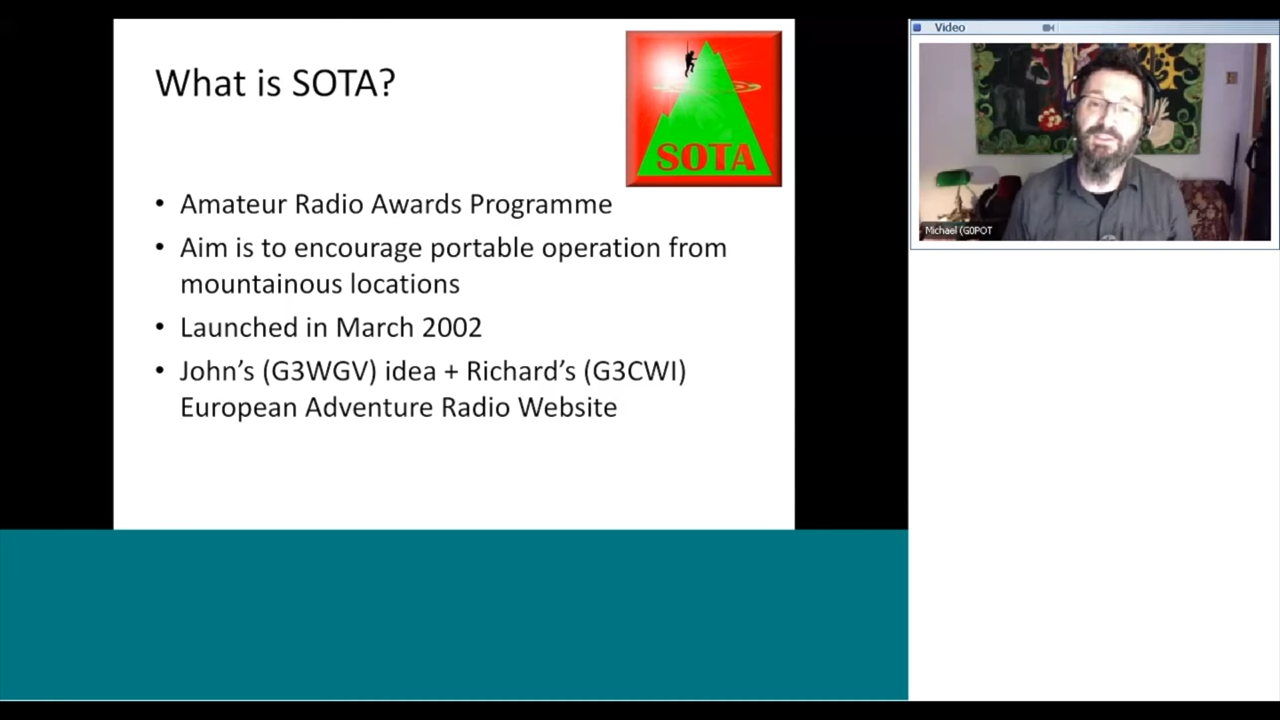 What is SOTA?
SOTA
• Amateur Radio Awards Programme
• Aim is to encourage portable operation from
mountainous locations
• Launched in March 2002
• John's (G3WGV) idea + Richard's (G3CWI)
European Adventure Radio Website
Video
Michael (G0POT